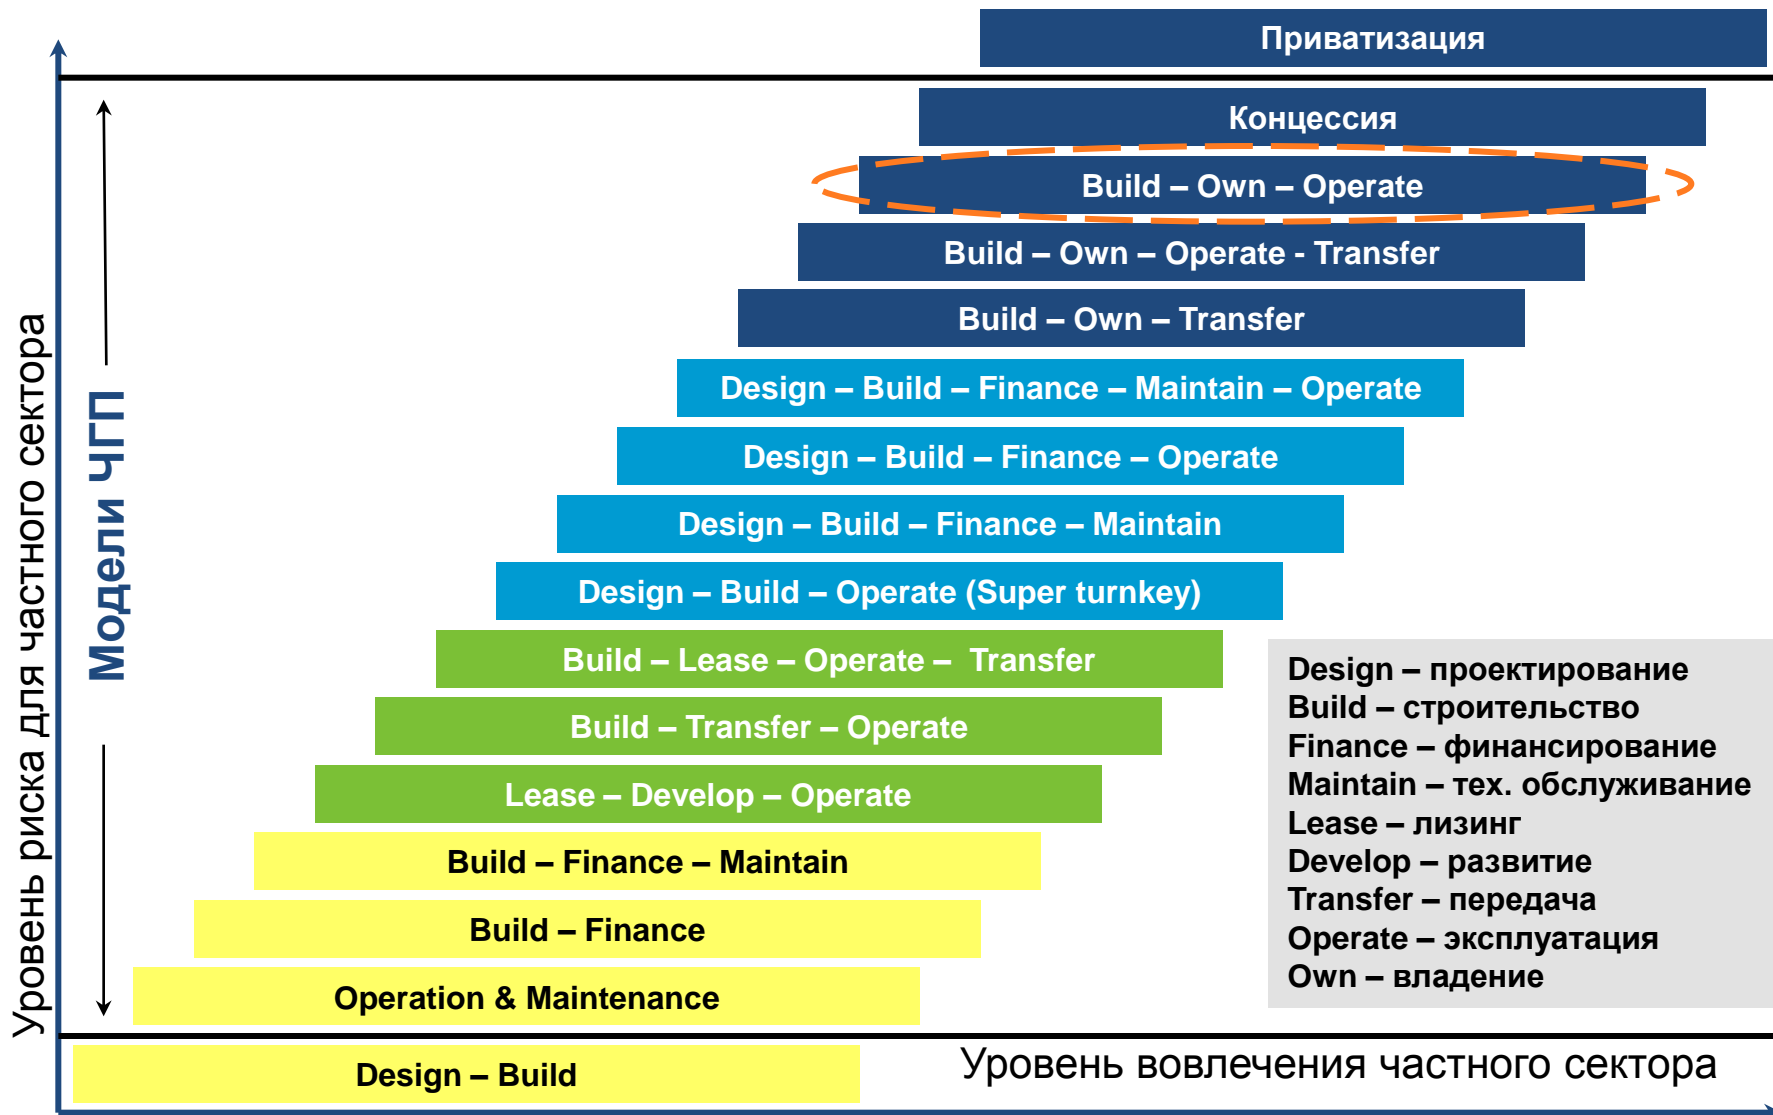 Приватизация
Концессия
Build – Own – Operate
Build – Own – Operate - Transfer
Build – Own – Transfer
Design – Build – Finance – Maintain – Operate
Design – Build – Finance – Operate
Design – Build – Finance – Maintain
Design – Build – Operate (Super turnkey)
Build – Lease – Operate – Transfer
Build – Transfer – Operate
Lease – Develop – Operate
Build – Finance – Maintain
Build – Finance
Operation & Maintenance
Design – Build
Уровень риска для частного сектора
Модели ЧГП
Design – проектирование
Build – строительство
Finance – финансирование
Maintain – тех. обслуживание
Lease – лизинг
Develop – развитие
Transfer – передача
Operate – эксплуатация
Own – владение
Уровень вовлечения частного сектора